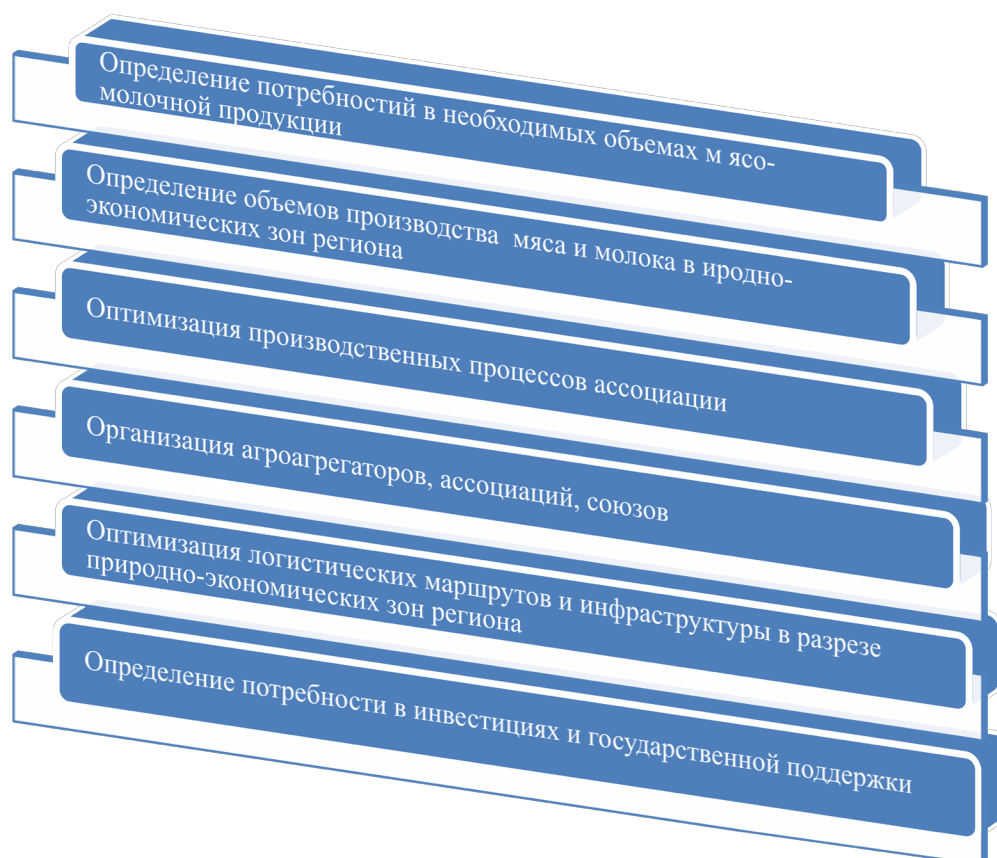 Определение потребностей в необходимых объемах м ясо-
молочной продукции
Определение объемов производства  мяса и молока в иродно-
экономических зон региона
Оптимизация производственных процессов ассоциации
Организация агроагрегаторов, ассоциаций, союзов
Оптимизация логистических маршрутов и инфраструктуры в разрезе
природно-экономических зон региона
Определение потребности в инвестициях и государственной поддержки